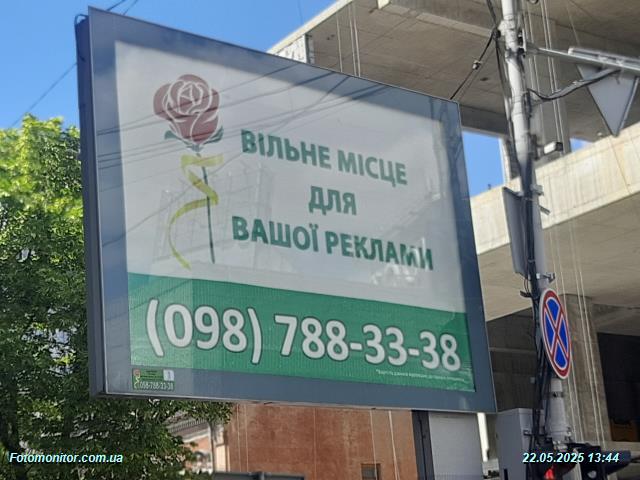 ВІЛЬНЕ МІСЦЕ
ДЛЯ
ВАШОЇ РЕКЛАМИ
(098) 788-33-38
1
098-788-33-38
Fotomonitor.com.ua
22.05.2025 13:44